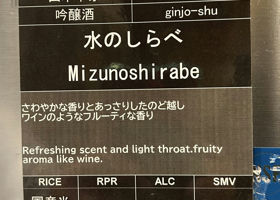 吟醸酒 ginjo-shu
水のしらべ
Mizunoshirabe
さわやかな香りとあっさりしたのど越し
ワインのようなフルーティな香り
Refreshing scent and light throat.fruity
aroma like wine.
RICE RPR ALC SMV
国産米